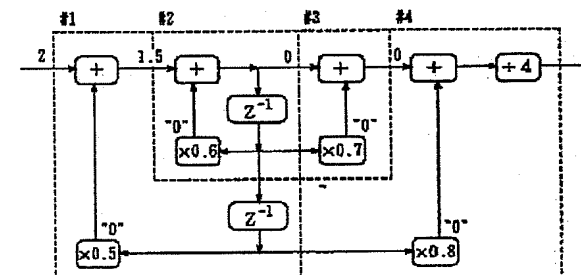 #1 #2 #3 #4
2 + 1.5 + 0 + 0 + ÷4
Z⁻¹
"0" "0"
×0.6 ×0.7
Z⁻¹
"0" "0"
×0.5 ×0.8